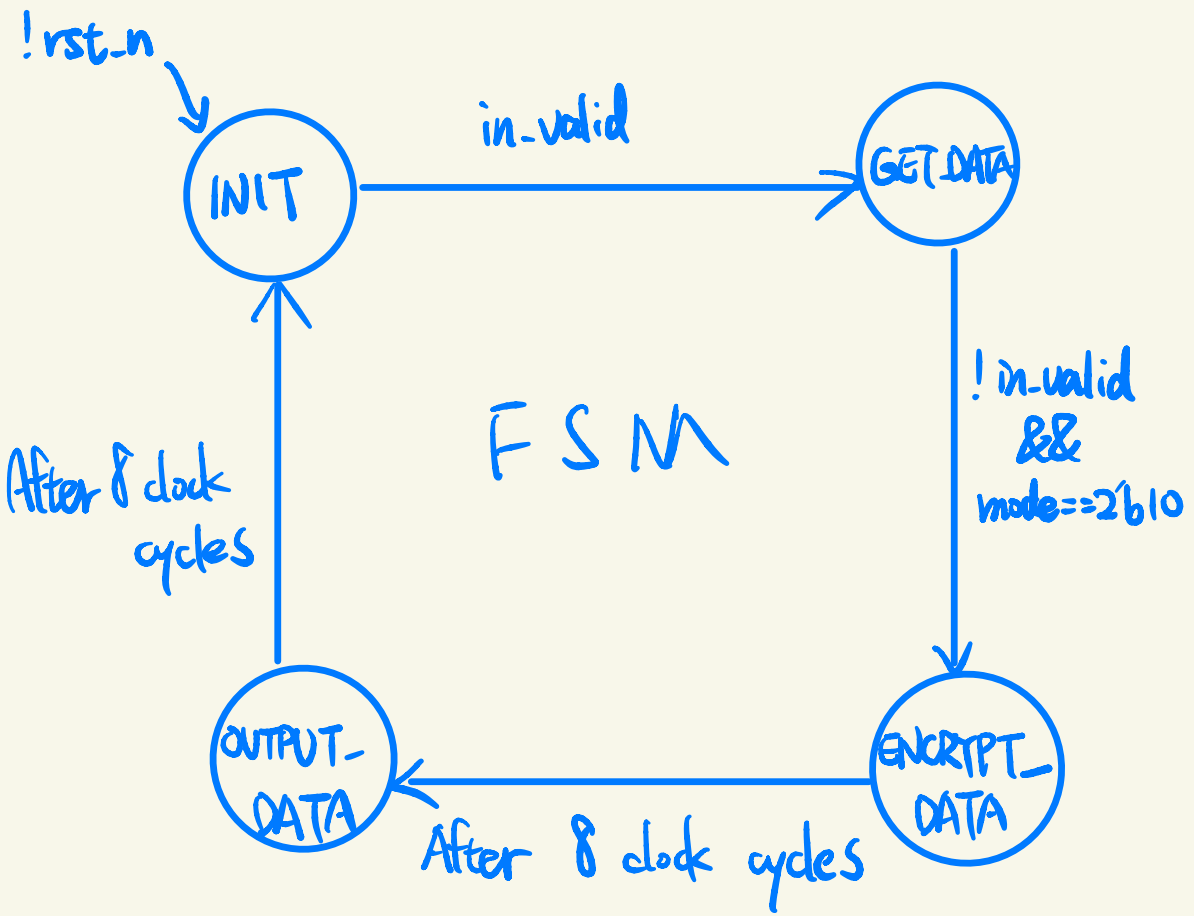 !rst_n
in_valid
INIT
GET_DATA
!in_valid
&&
mode==2'b10
FSM
After 8 clock
cycles
OUTPUT_
DATA
ENCRYPT_
DATA
After 8 clock cycles